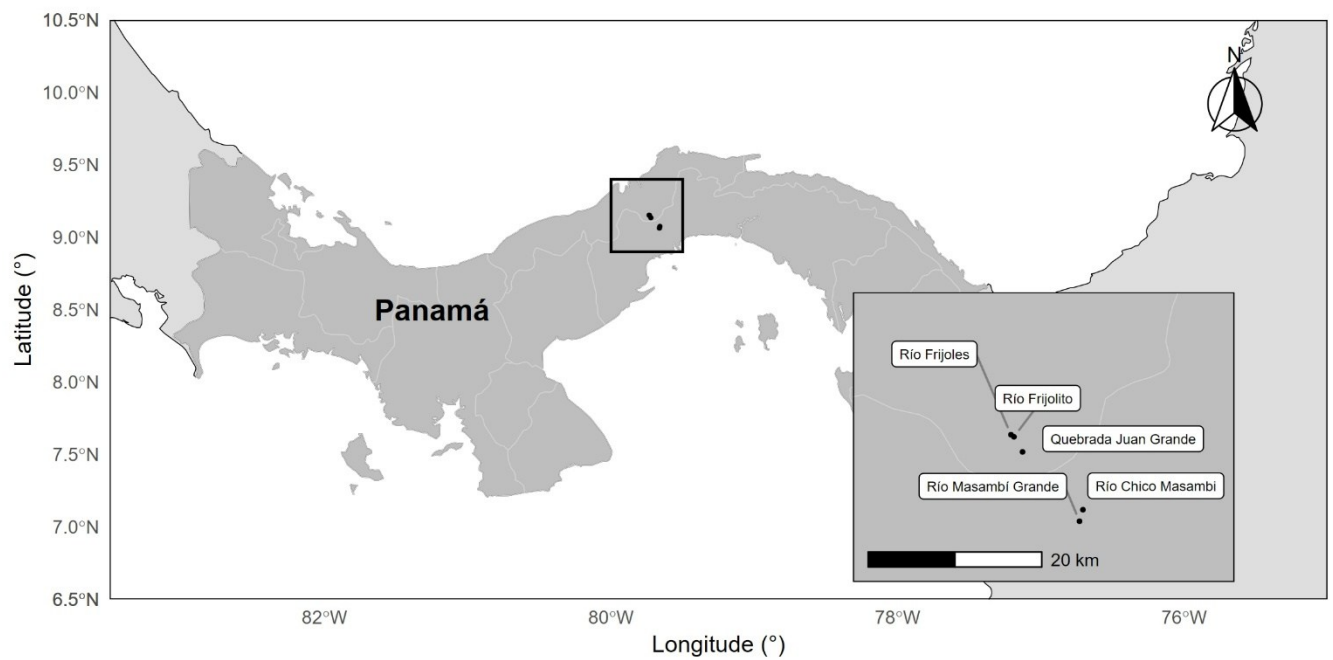 10.5°N
10.0°N
9.5°N
9.0°N
8.5°N
8.0°N
7.5°N
7.0°N
6.5°N
Latitude (°)
N
Panamá
Río Frijoles
Río Frijolito
Quebrada Juan Grande
Río Masambí Grande
Río Chico Masambi
20 km
82°W
80°W
78°W
76°W
Longitude (°)